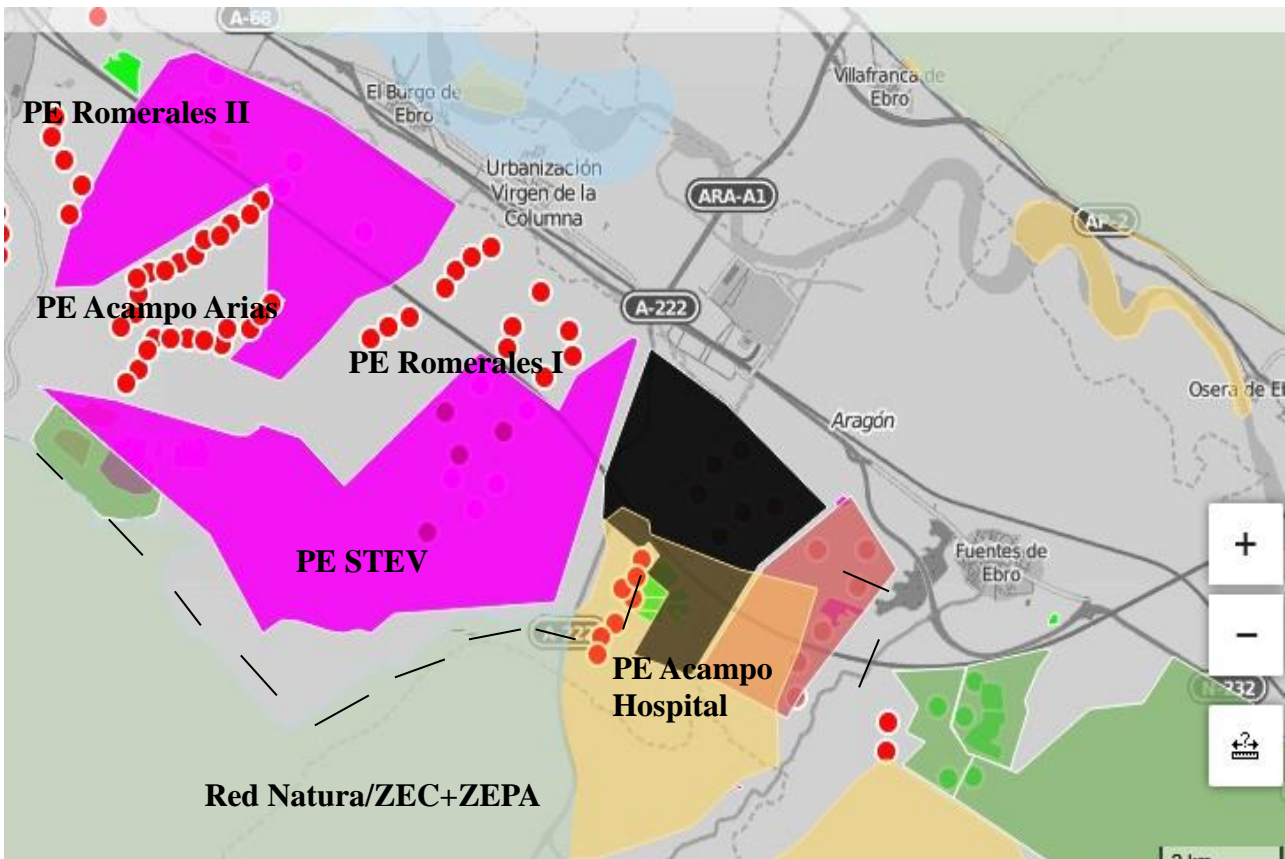 A-68
Villafranca de
Ebro
El Burgo de
Ebro
PE Romerales II
Urbanización
Virgen de la
Columna
ARA-A1
AP-2
PE Acampo Arias
A-222
PE Romerales I
Osera de
Aragón
+
PE STEV
Fuentes de
Ebro
−
PE Acampo
Hospital
N-232
Red Natura/ZEC+ZEPA
?